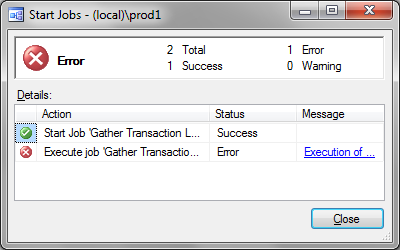 Start Jobs - (local)\prod1
Error
2 Total 1 Error
1 Success 0 Warning
Details:
Action Status Message
Start Job 'Gather Transaction L... Success
Execute job 'Gather Transactio... Error Execution of ...
Close